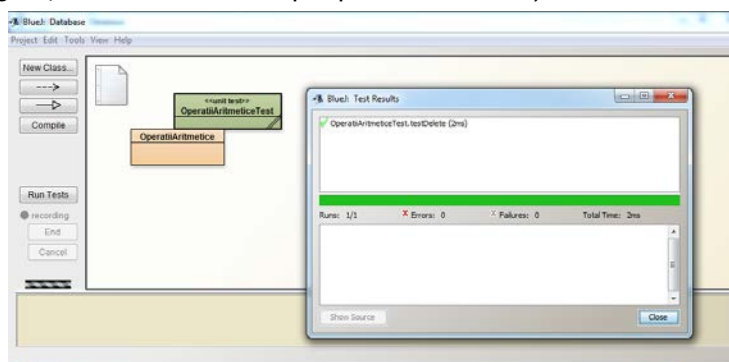 BlueJ: Database
Project Edit Tools View Help
New Class...
--->
Compile
Run Tests
recording
End
Cancel
<<unit test>>
OperatiiAritmeticeTest
OperatiiAritmetice
BlueJ: Test Results
OperatiiAritmeticeTest.testDelete (2ms)
Runs: 1/1 X Errors: 0 X Failures: 0 Total Time: 2ms
Show Source
Close